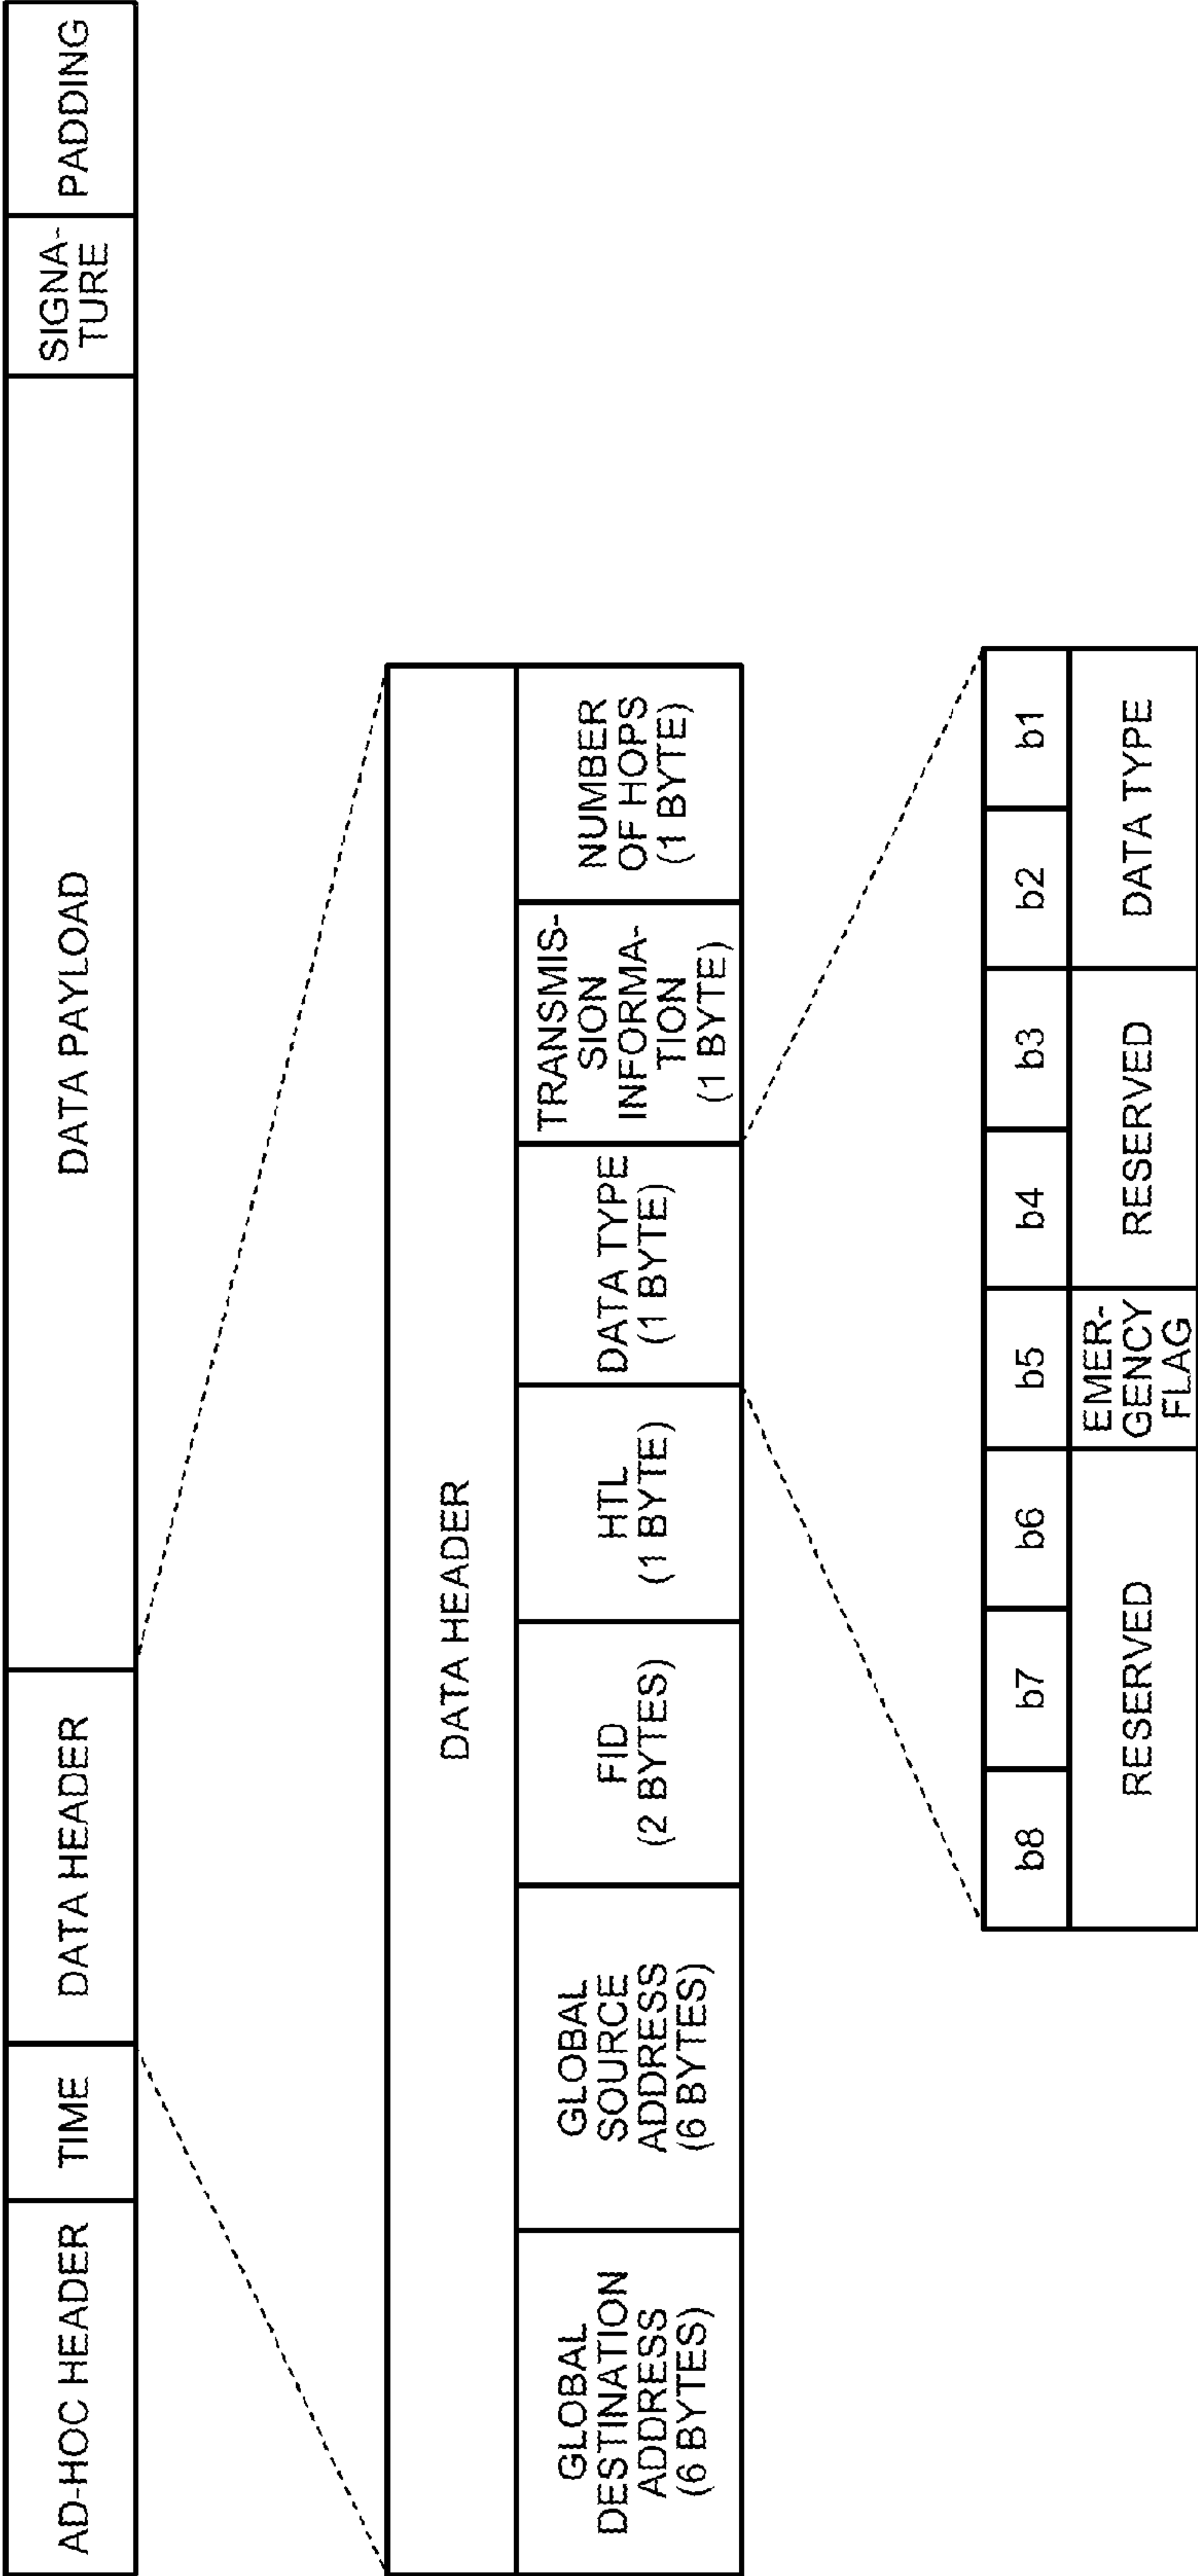 AD-HOC HEADER
TIME
DATA HEADER
DATA PAYLOAD
SIGNA-
TURE
PADDING
DATA HEADER
GLOBAL
DESTINATION
ADDRESS
(6 BYTES)
GLOBAL
SOURCE
ADDRESS
(6 BYTES)
FID
(2 BYTES)
HTL
(1 BYTE)
DATA TYPE
(1 BYTE)
TRANSMIS-
SION
INFORMA-
TION
(1 BYTE)
NUMBER
OF HOPS
(1 BYTE)
b8
b7
b6
b5
b4
b3
b2
b1
RESERVED
EMER-
GENCY
FLAG
RESERVED
DATA TYPE